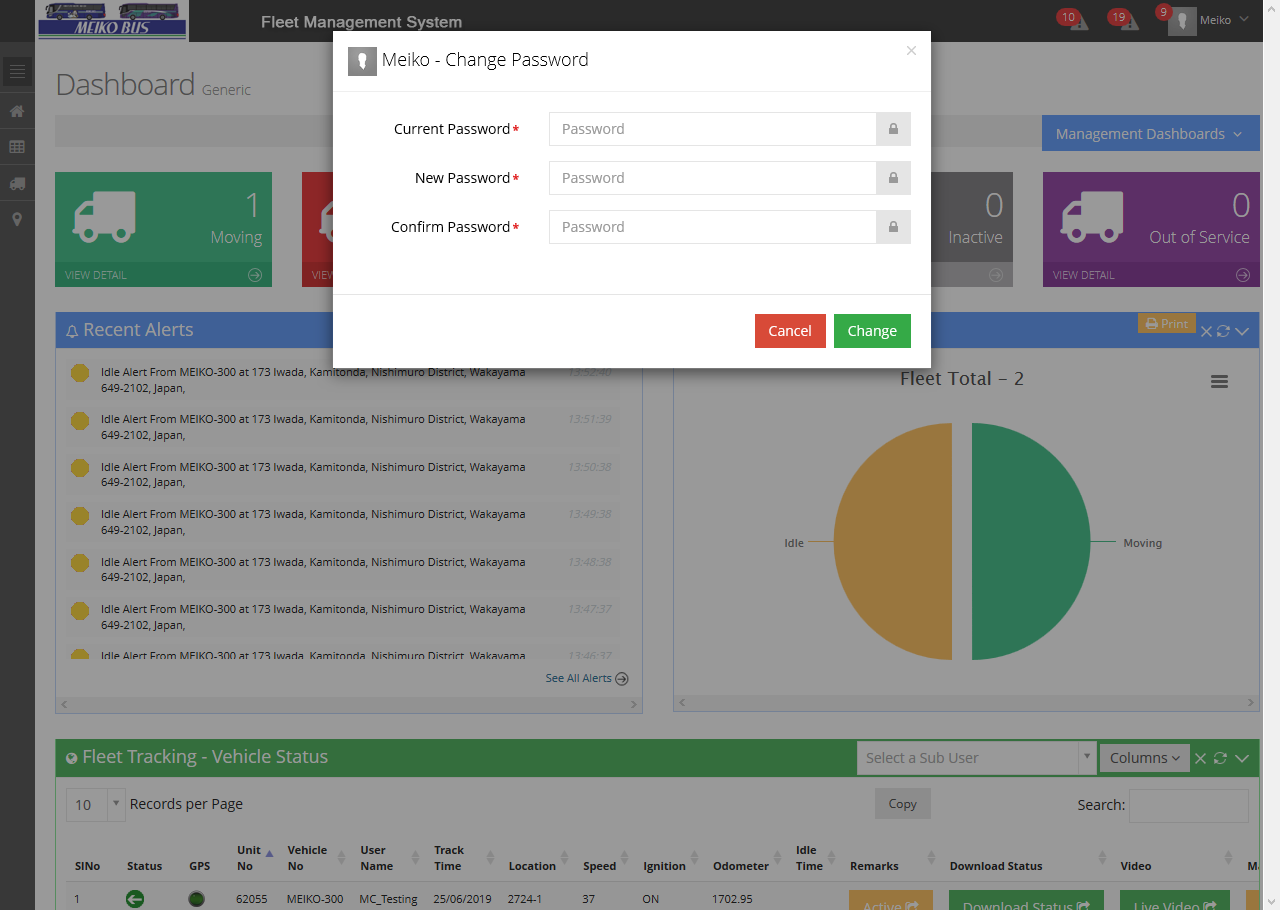 MEIKO BUS
Fleet Management System
10
19
9
Meiko
Meiko - Change Password
×
Dashboard Generic
Current Password*
Password
New Password*
Password
Confirm Password*
Password
Cancel
Change
Management Dashboards
1
Moving
VIEW DETAIL
VIEW
0
Inactive
0
Out of Service
VIEW DETAIL
Recent Alerts
Print
Idle Alert From MEIKO-300 at 173 Iwada, Kamitonda, Nishimuro District, Wakayama
649-2102, Japan,
13:52:40
Idle Alert From MEIKO-300 at 173 Iwada, Kamitonda, Nishimuro District, Wakayama
649-2102, Japan,
13:51:39
Idle Alert From MEIKO-300 at 173 Iwada, Kamitonda, Nishimuro District, Wakayama
649-2102, Japan,
13:50:38
Idle Alert From MEIKO-300 at 173 Iwada, Kamitonda, Nishimuro District, Wakayama
649-2102, Japan,
13:49:38
Idle Alert From MEIKO-300 at 173 Iwada, Kamitonda, Nishimuro District, Wakayama
649-2102, Japan,
13:48:38
Idle Alert From MEIKO-300 at 173 Iwada, Kamitonda, Nishimuro District, Wakayama
649-2102, Japan,
13:47:37
Idle Alert From MEIKO-300 at 173 Iwada, Kamitonda, Nishimuro District, Wakayama
13:46:37
See All Alerts
Fleet Total - 2
Idle
Moving
Fleet Tracking - Vehicle Status
Select a Sub User
Columns
10
Records per Page
Copy
Search:
SlNo
Status
GPS
Unit No
Vehicle No
User Name
Track Time
Location
Speed
Ignition
Odometer
Idle Time
Remarks
Download Status
Video
1
62055
MEIKO-300
MC_Testing
25/06/2019
2724-1
37
ON
1702.95
Active
Download Status
Live Video